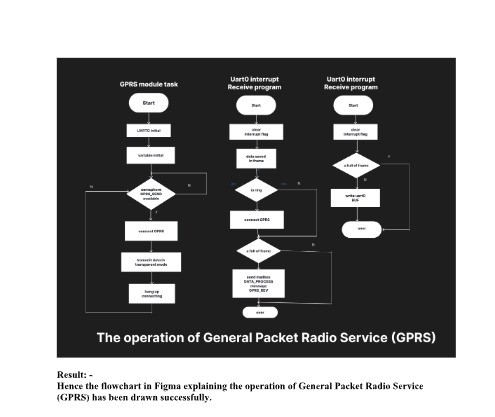 GPRS module task
Start
UART0 initial
variable initial
semaphore
GPRS_SEND
available
N
Y
connect GPRS
transmit data in
transparent mode
hang up
connecting
Uart0 interrupt
Receive program
Start
clear
interrupt flag
data saved
in frame
is ring
N
connect GPRS
a full of frame
N
send mailbox
DATA_PROCESS
message
GPRS_REV
over
Uart0 interrupt
Receive program
Start
clear
interrupt flag
a full of frame
N
write uart0
BUF
over
The operation of General Packet Radio Service (GPRS)
Result: -
Hence the flowchart in Figma explaining the operation of General Packet Radio Service
(GPRS) has been drawn successfully.